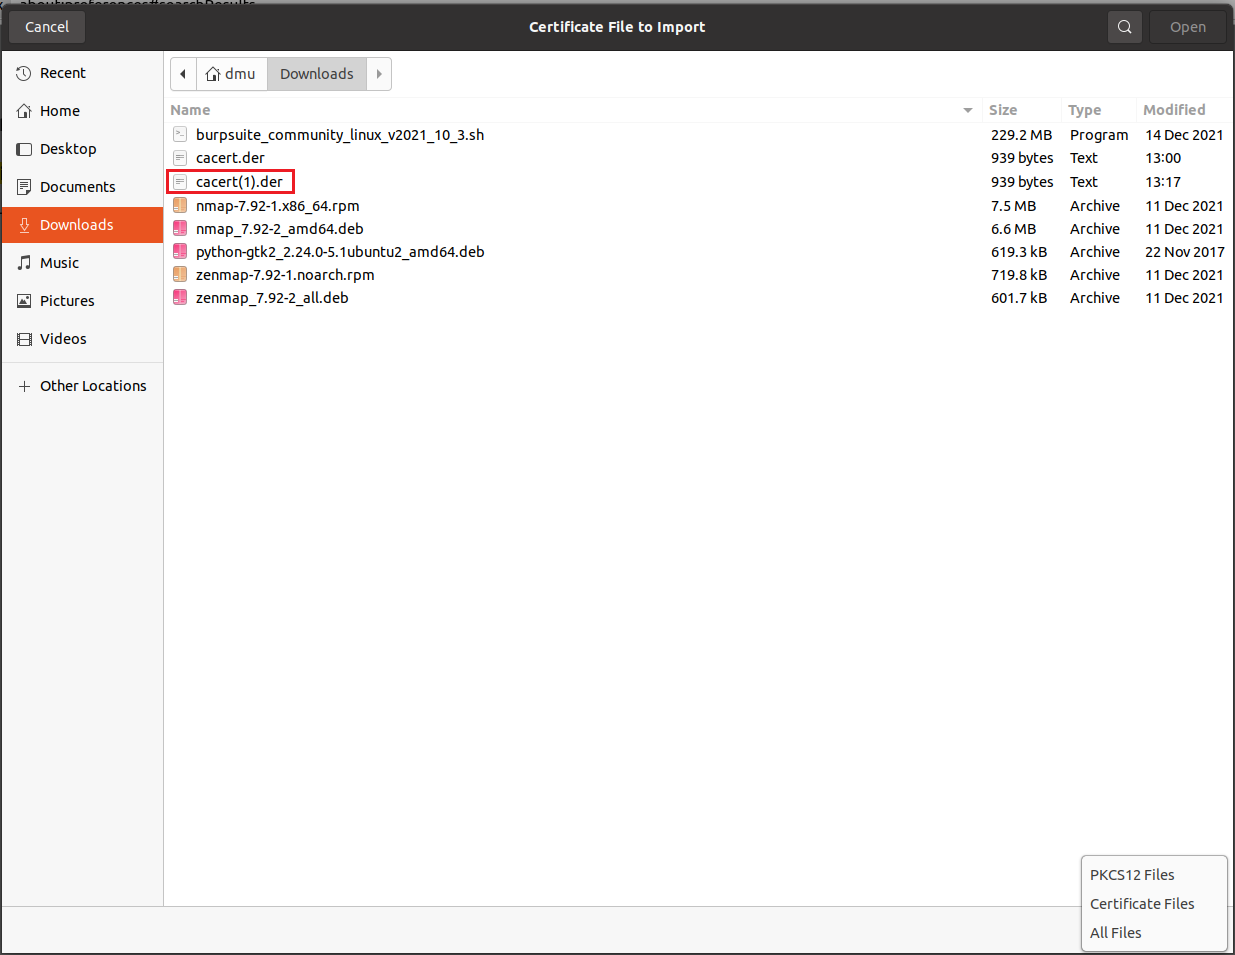 about:preferences#searchResults
Cancel
Certificate File to Import
Open
Recent
Home
Desktop
Documents
Downloads
Music
Pictures
Videos
Other Locations
dmu
Downloads
Name Size Type Modified
burpsuite_community_linux_v2021_10_3.sh 229.2 MB Program 14 Dec 2021
cacert.der 939 bytes Text 13:00
cacert(1).der 939 bytes Text 13:17
nmap-7.92-1.x86_64.rpm 7.5 MB Archive 11 Dec 2021
nmap_7.92-2_amd64.deb 6.6 MB Archive 11 Dec 2021
python-gtk2_2.24.0-5.1ubuntu2_amd64.deb 619.3 kB Archive 22 Nov 2017
zenmap-7.92-1.noarch.rpm 719.8 kB Archive 11 Dec 2021
zenmap_7.92-2_all.deb 601.7 kB Archive 11 Dec 2021
PKCS12 Files
Certificate Files
All Files